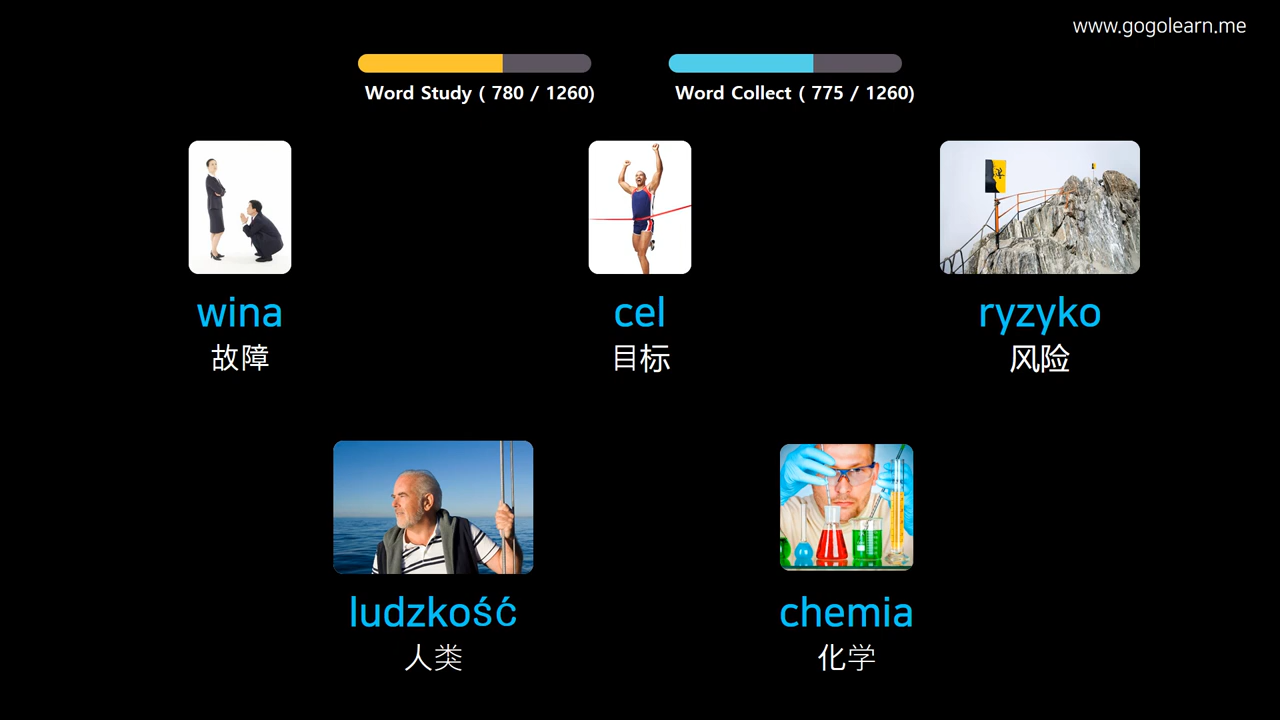 www.gogolearn.me
Word Study ( 780 / 1260)
Word Collect ( 775 / 1260)
wina
故障
cel
目标
ryzyko
风险
ludzkość
人类
chemia
化学